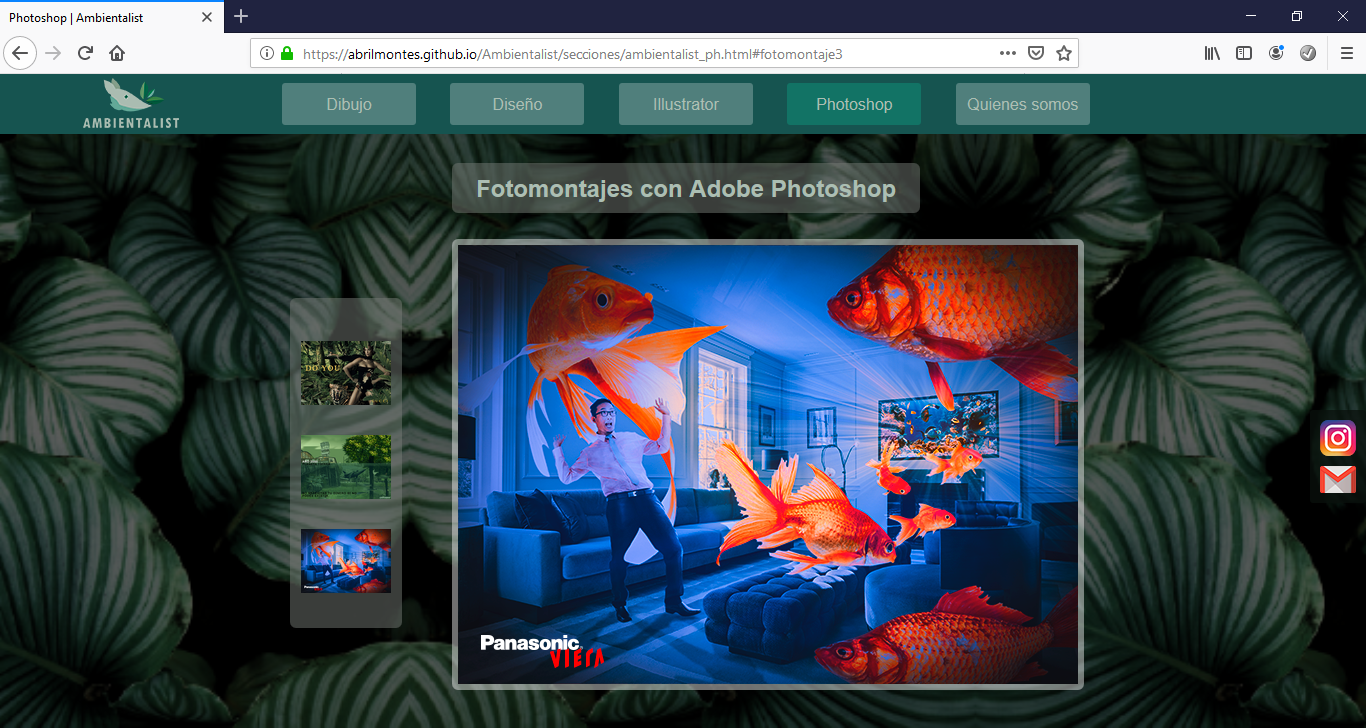 Photoshop | Ambientalist
https://abrilmontes.github.io/Ambientalist/secciones/ambientalist_ph.html#fotomontaje3
AMBIENTALIST
Dibujo
Diseño
Illustrator
Photoshop
Quienes somos
Fotomontajes con Adobe Photoshop
DO YOU
Panasonic
VIERA
Panasonic